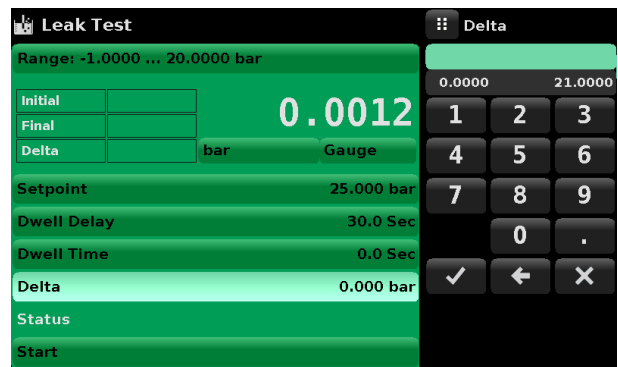 Leak Test
Range: -1.0000 ... 20.0000 bar
Initial
Final
Delta
0.0012
bar Gauge
Setpoint 25.000 bar
Dwell Delay 30.0 Sec
Dwell Time 0.0 Sec
Delta 0.000 bar
Status
Start
Delta
0.0000 21.0000
1 2 3
4 5 6
7 8 9
0 .